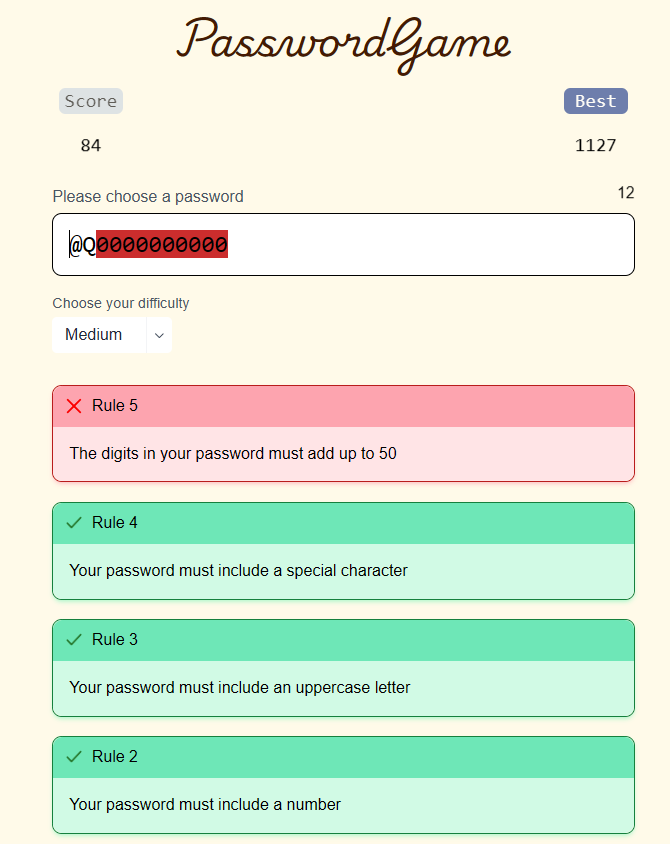 PasswordGame
Score Best
84 1127
Please choose a password 12
@Q0000000000
Choose your difficulty
Medium
Rule 5
The digits in your password must add up to 50
Rule 4
Your password must include a special character
Rule 3
Your password must include an uppercase letter
Rule 2
Your password must include a number